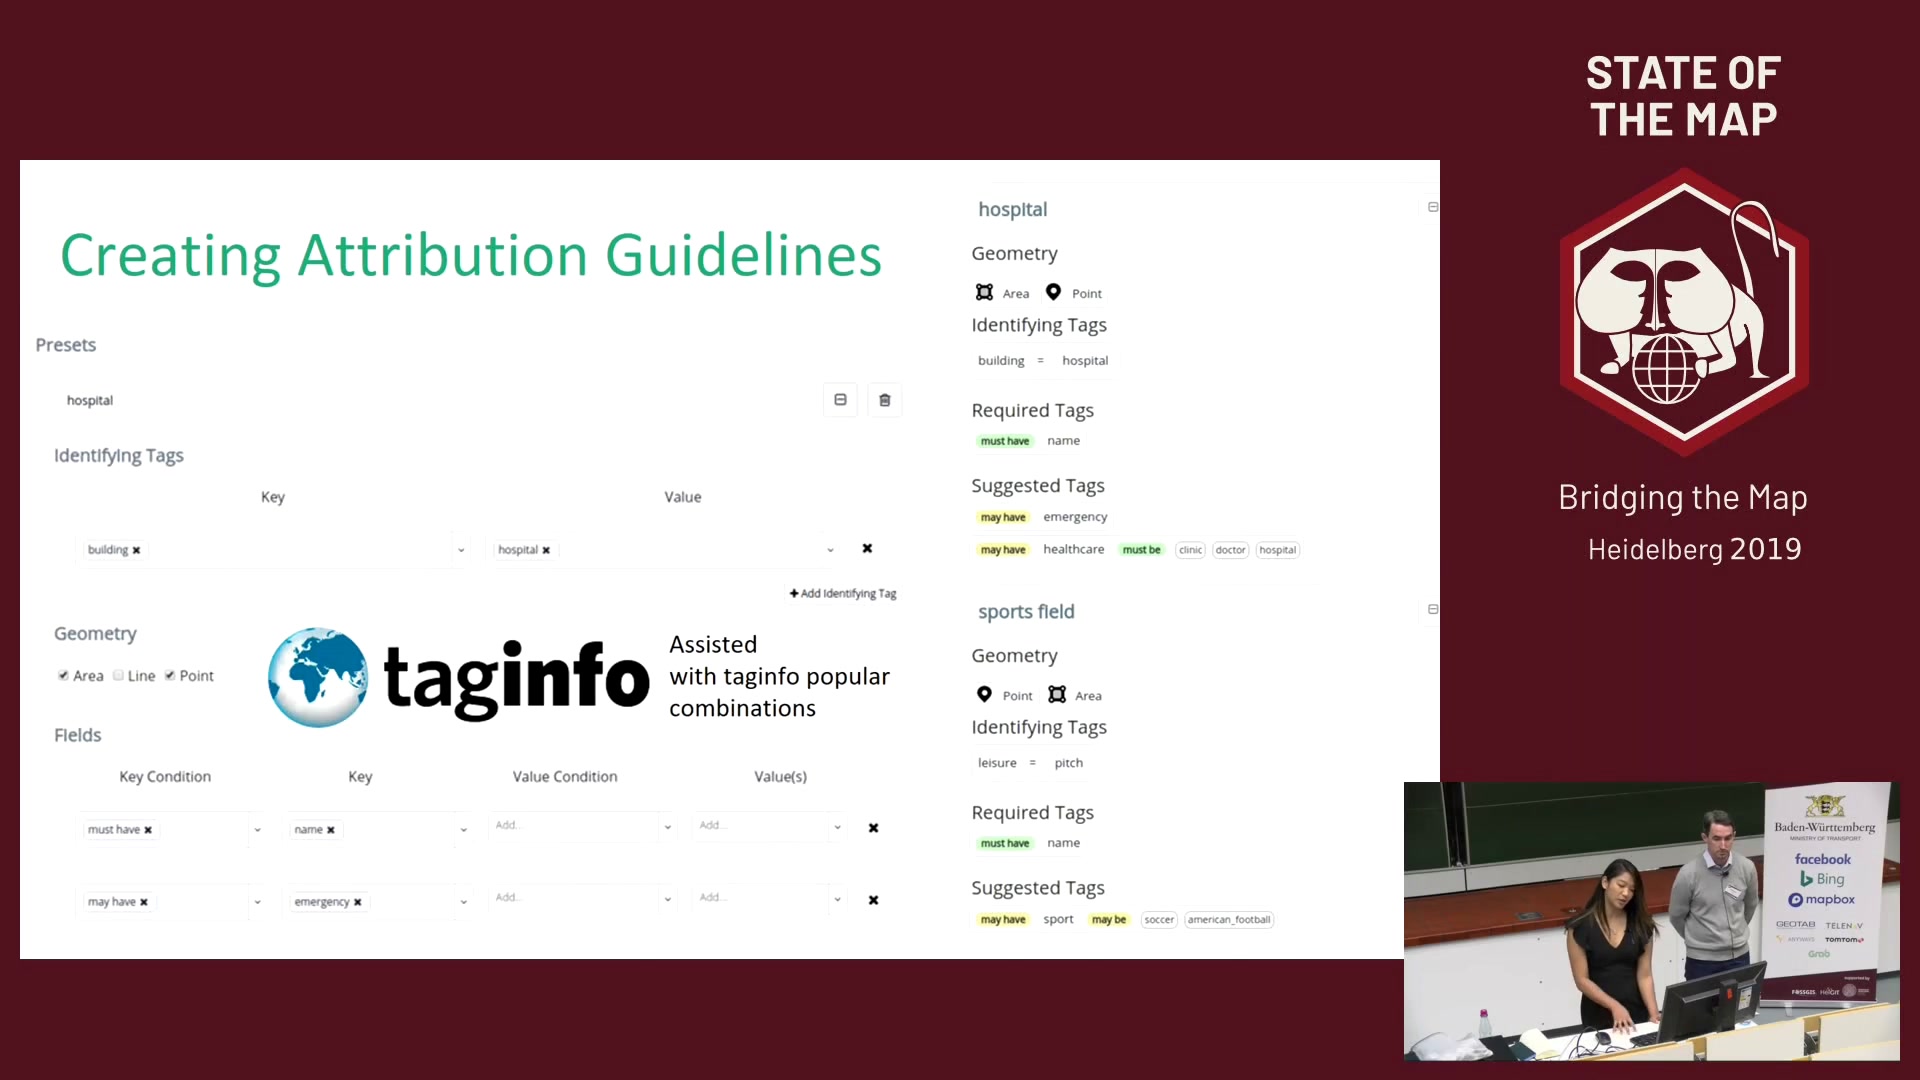 STATE OF
THE MAP
Bridging the Map
Heidelberg 2019
Creating Attribution Guidelines
Presets
hospital
Identifying Tags
Key Value
building ✖ hospital ✖ ✖
+ Add Identifying Tag
Geometry
Area Line Point
taginfo
Assisted
with taginfo popular
combinations
Fields
Key Condition Key Value Condition Value(s)
must have ✖ name ✖ Add... Add... ✖
may have ✖ emergency ✖ Add... Add... ✖
hospital
Geometry
Area Point
Identifying Tags
building = hospital
Required Tags
must have name
Suggested Tags
may have emergency
may have healthcare must be clinic doctor hospital
sports field
Geometry
Point Area
Identifying Tags
leisure = pitch
Required Tags
must have name
Suggested Tags
may have sport may be soccer american_football
Baden-Württemberg
MINISTRY OF TRANSPORT
facebook
Bing
mapbox
GEOTAB TELENAV
TOMTOM
Grab
FOSSGIS HeiGIT